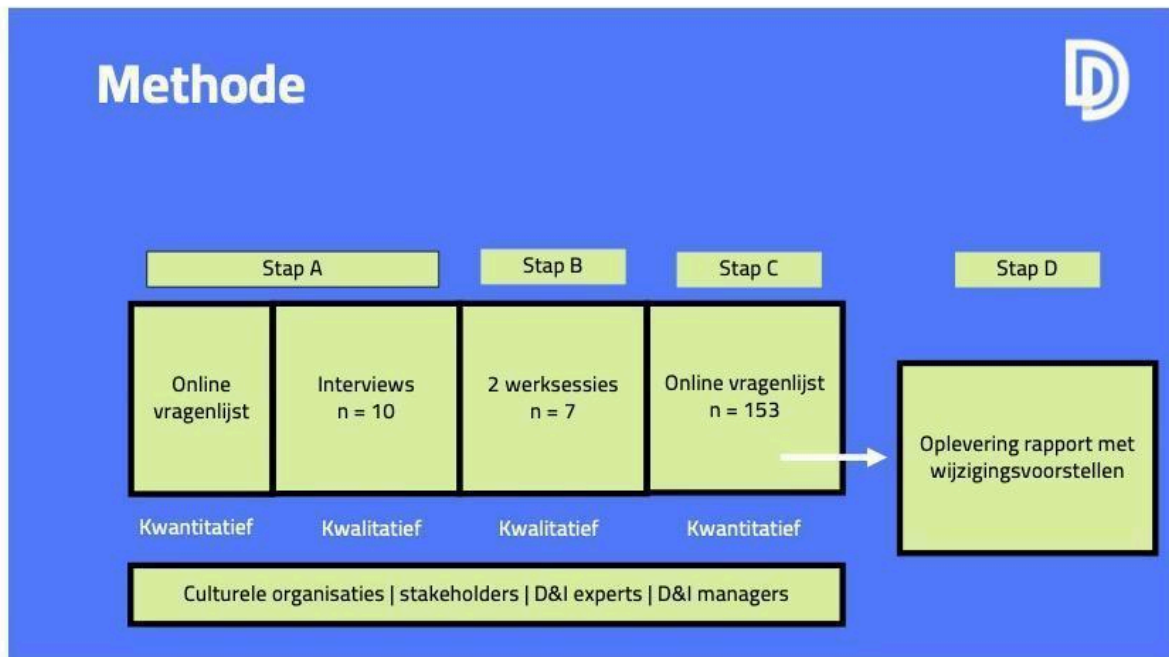 Methode
Stap A
Stap B
Stap C
Stap D
Online
vragenlijst
Interviews
n = 10
2 werksessies
n = 7
Online vragenlijst
n = 153
Oplevering rapport met
wijzigingsvoorstellen
Kwantitatief
Kwalitatief
Kwalitatief
Kwantitatief
Culturele organisaties | stakeholders | D&I experts | D&I managers